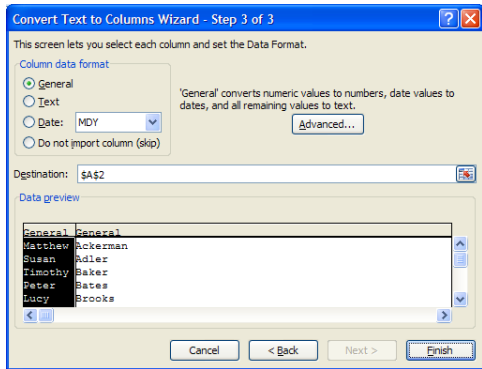 Convert Text to Columns Wizard - Step 3 of 3
This screen lets you select each column and set the Data Format.
Column data format
General
Text
Date: MDY
Do not import column (skip)
'General' converts numeric values to numbers, date values to
dates, and all remaining values to text.
Advanced...
Destination: $A$2
Data preview
General General
Matthew Ackerman
Susan Adler
Timothy Baker
Peter Bates
Lucy Brooks
Cancel < Back Next > Finish